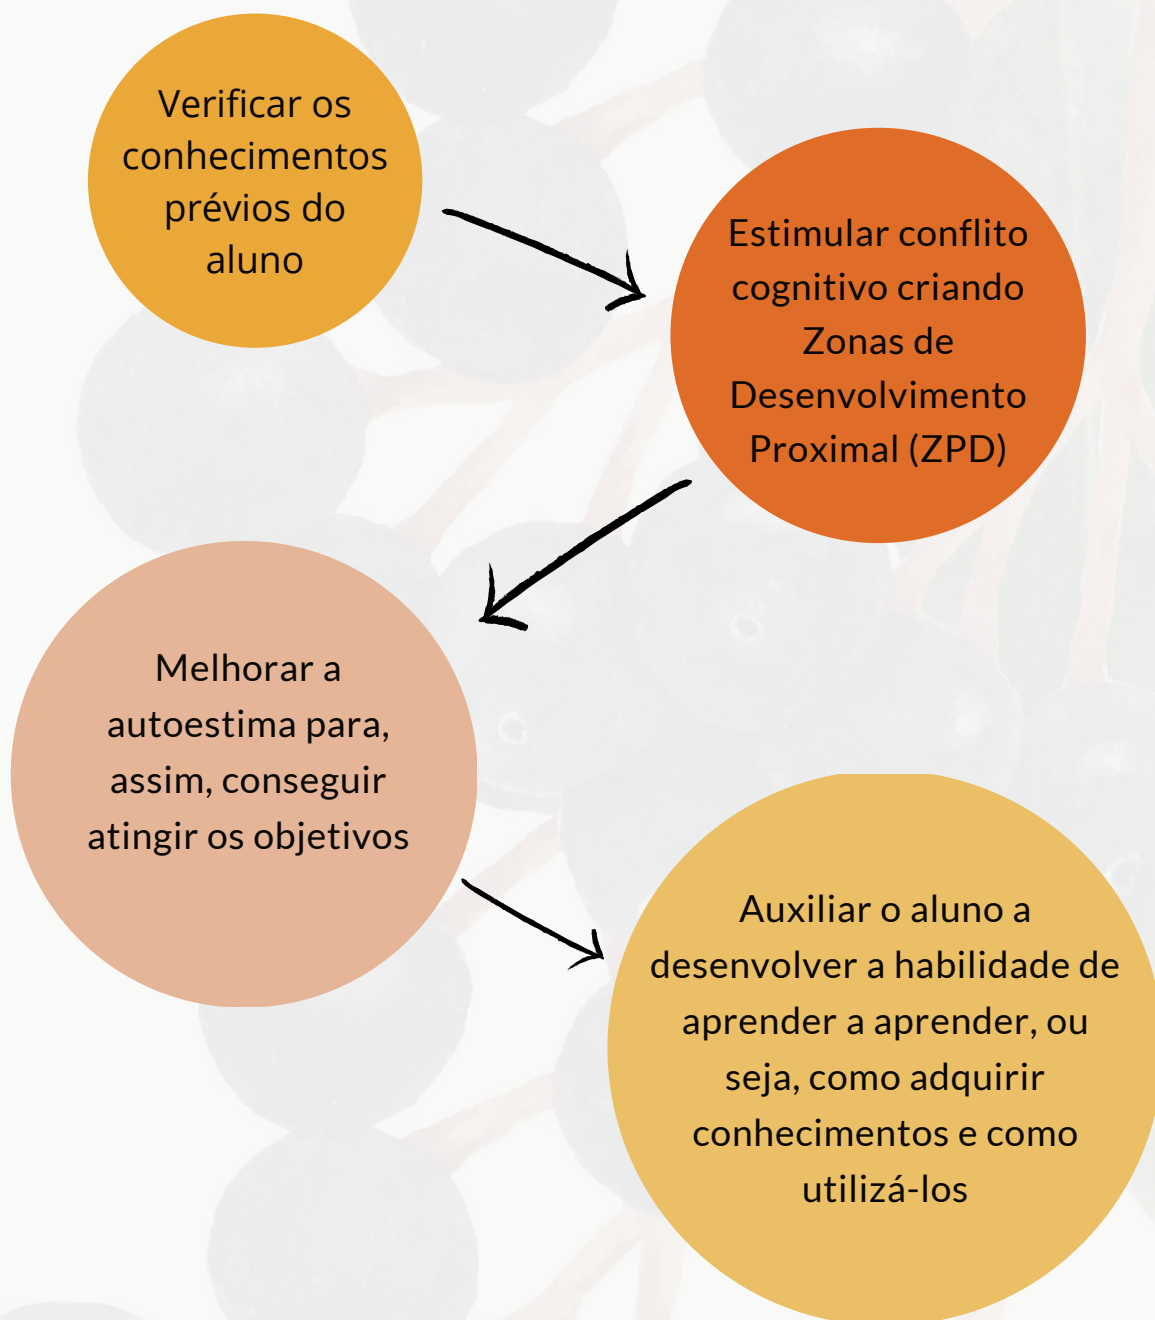 Verificar os
conhecimentos
prévios do
aluno
Estimular conflito
cognitivo criando
Zonas de
Desenvolvimento
Proximal (ZPD)
Melhorar a
autoestima para,
assim, conseguir
atingir os objetivos
Auxiliar o aluno a
desenvolver a habilidade de
aprender a aprender, ou
seja, como adquirir
conhecimentos e como
utilizá-los